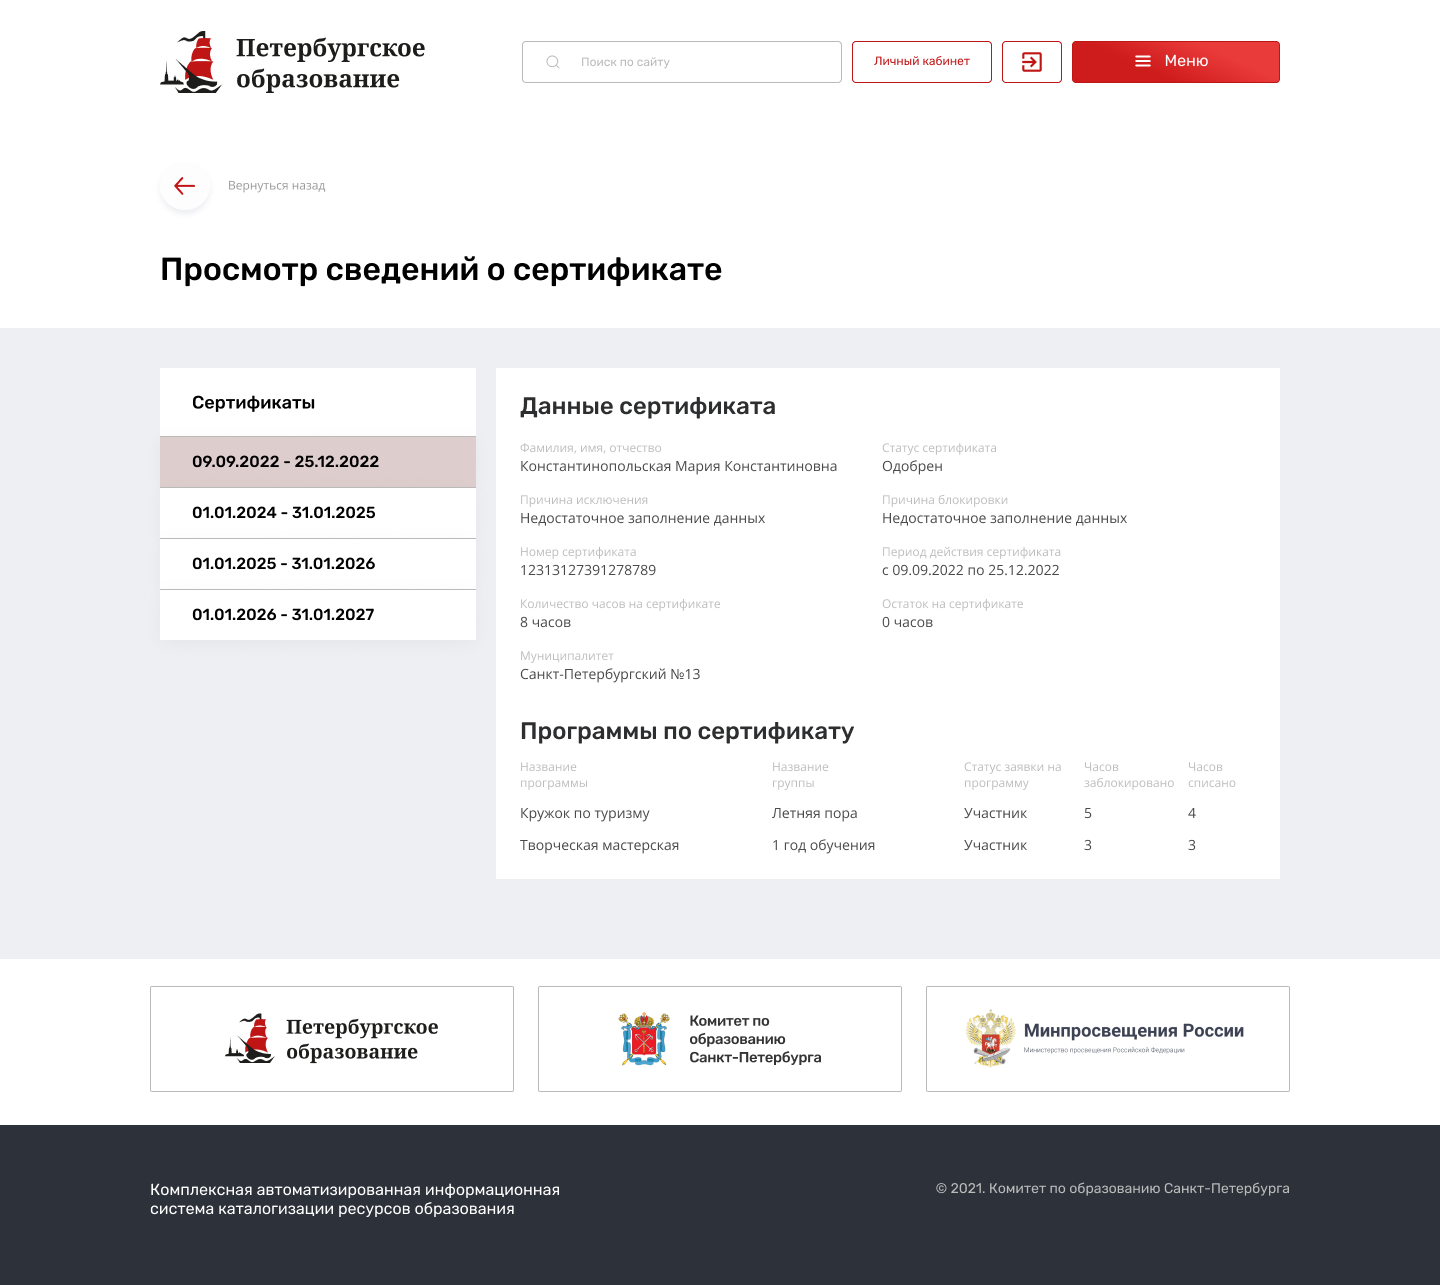 Петербургское
образование
Поиск по сайту
Личный кабинет
Меню
Вернуться назад
Просмотр сведений о сертификате
Сертификаты
09.09.2022 - 25.12.2022
01.01.2024 - 31.01.2025
01.01.2025 - 31.01.2026
01.01.2026 - 31.01.2027
Данные сертификата
Фамилия, имя, отчество
Константинопольская Мария Константиновна
Статус сертификата
Одобрен
Причина исключения
Недостаточное заполнение данных
Причина блокировки
Недостаточное заполнение данных
Номер сертификата
12313127391278789
Период действия сертификата
с 09.09.2022 по 25.12.2022
Количество часов на сертификате
8 часов
Остаток на сертификате
0 часов
Муниципалитет
Санкт-Петербургский №13
Программы по сертификату
Название
программы
Название
группы
Статус заявки на
программу
Часов
заблокировано
Часов
списано
Кружок по туризму Летняя пора Участник 5 4
Творческая мастерская 1 год обучения Участник 3 3
Петербургское
образование
Комитет по
образованию
Санкт-Петербурга
Минпросвещения России
Министерство просвещения Российской Федерации
Комплексная автоматизированная информационная
система каталогизации ресурсов образования
© 2021. Комитет по образованию Санкт-Петербурга